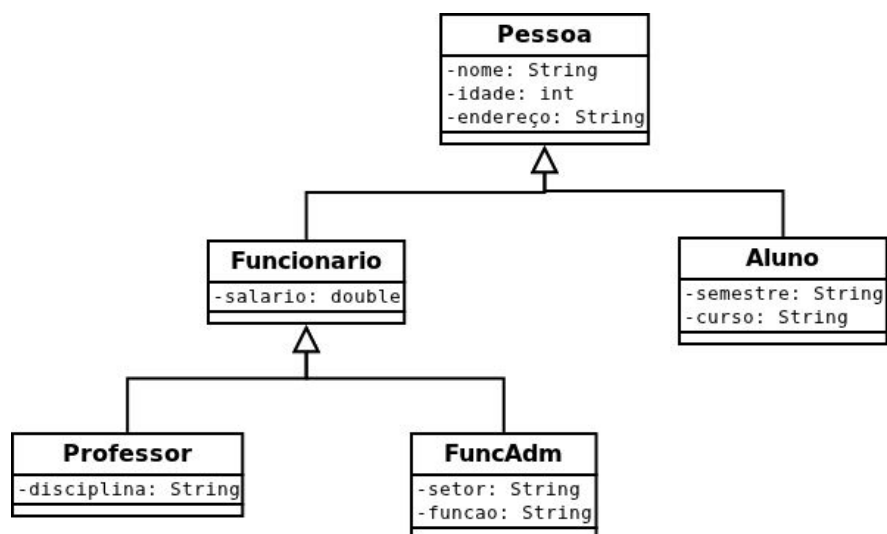 Pessoa
-nome: String
-idade: int
-endereço: String
Funcionario
-salario: double
Aluno
-semestre: String
-curso: String
Professor
-disciplina: String
FuncAdm
-setor: String
-funcao: String